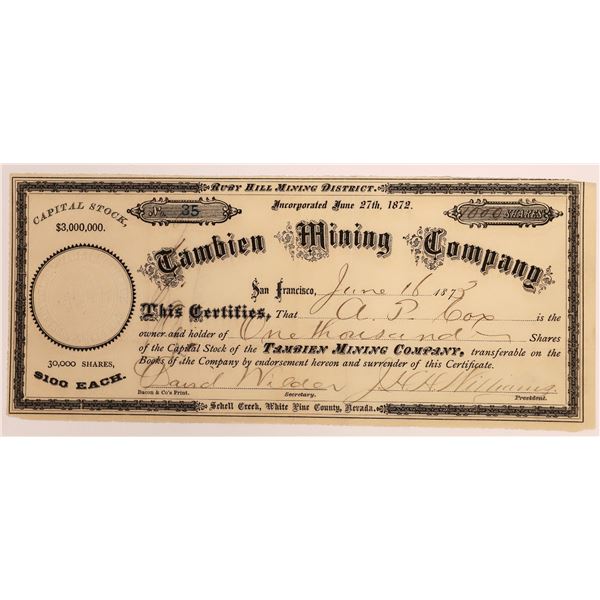 Ruby Hill Mining District.
CAPITAL STOCK,
$3,000,000.
No. 35
Incorporated June 27th, 1872.
1000 SHARES
Tambien Mining Company
San Francisco, June 16 1873
This Certifies, That A. P. Cox is the
owner and holder of One thousand Shares
of the Capital Stock of the TAMBIEN MINING COMPANY, transferable on the
Books of the Company by endorsement hereon and surrender of this Certificate.
30,000 SHARES,
$100 EACH.
David Wilder
Williams
Bacon & Co's Print.
Secretary.
President.
Schell Creek, White Pine County, Nevada.